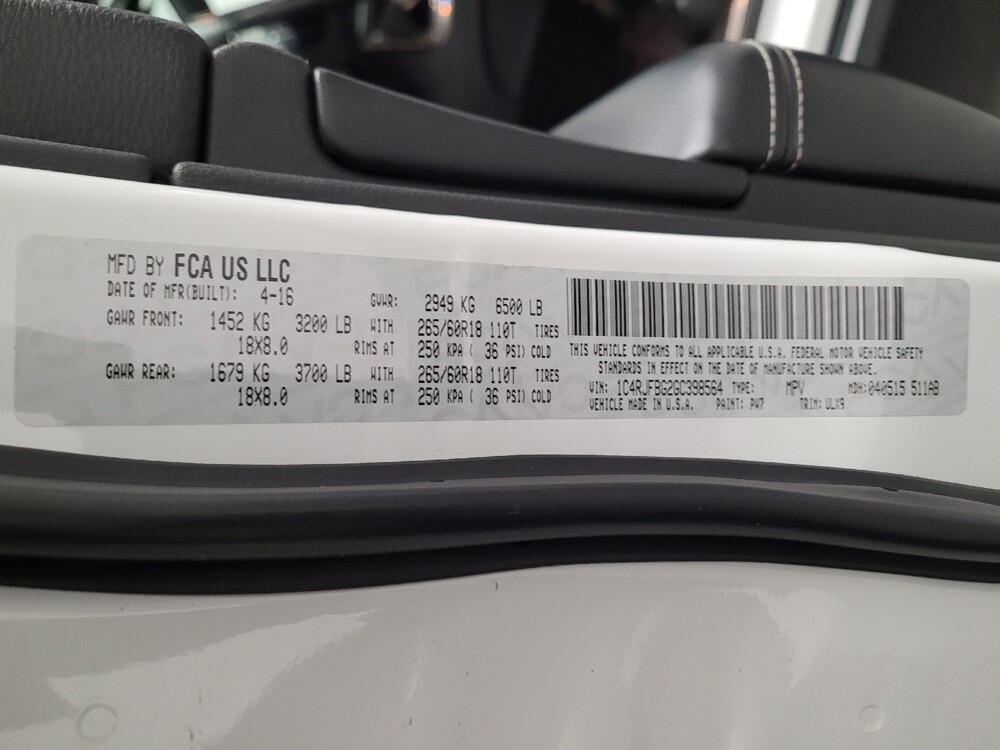 MFD BY FCA US LLC
DATE OF MFR(BUILT): 4-16 GVWR: 2949 KG 6500 LB
GAWR FRONT: 1452 KG 3200 LB WITH 265/60R18 110T TIRES
18X8.0 RIMS AT 250 KPA ( 36 PSI) COLD
GAWR REAR: 1679 KG 3700 LB WITH 265/60R18 110T TIRES
18X8.0 RIMS AT 250 KPA ( 36 PSI) COLD
THIS VEHICLE CONFORMS TO ALL APPLICABLE U.S.A. FEDERAL MOTOR VEHICLE SAFETY
STANDARDS IN EFFECT ON THE DATE OF MANUFACTURE SHOWN ABOVE.
VIN: 1C4RJFBG2GC398564 TYPE: MPV MDH: 040515 511AB
VEHICLE MADE IN U.S.A. PAINT: PW7 TRIM: ULX9